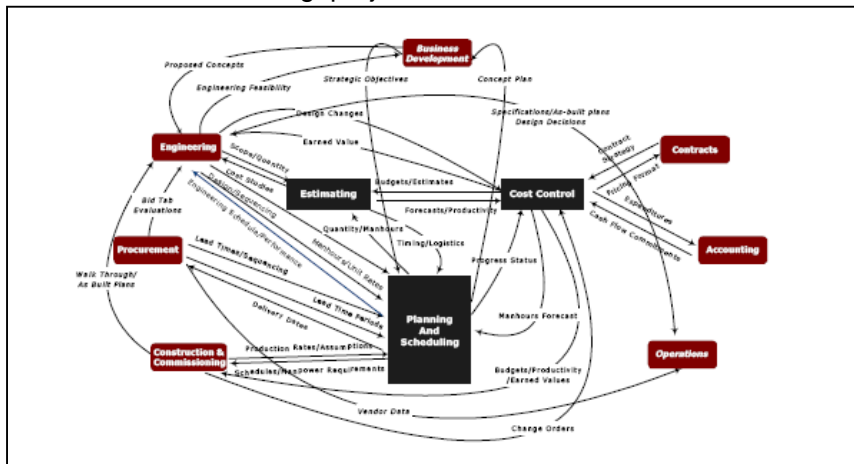 Business
Development
Proposed Concepts
Strategic Objectives
Concept Plan
Engineering Feasibility
Specifications/As-built plans
Design Decisions
Design Changes
Engineering
Earned Value
Contract
Strategy
Contracts
Scope/Quantity
Pricing Format
Cost Studies
Estimating
Budgets/Estimates
Cost Control
Design/Sequencing
Engineering Schedule/Performance
Bid Tab
Evaluations
Forecasts/Productivity
Expenditures
Cash Flow Commitments
Accounting
Quantity/Manhours
Timing/Logistics
Manhours/Unit Rates
Procurement
Lead Times/Sequencing
Progress Status
Walk Through/
As Built Plans
Lead Time Periods
Delivery Dates
Planning
And
Scheduling
Manhours Forecast
Construction &
Commissioning
Production Rates/Assumptions
Schedules/Manpower Requirements
Operations
Budgets/Productivity
/Earned Values
Vendor Data
Change Orders